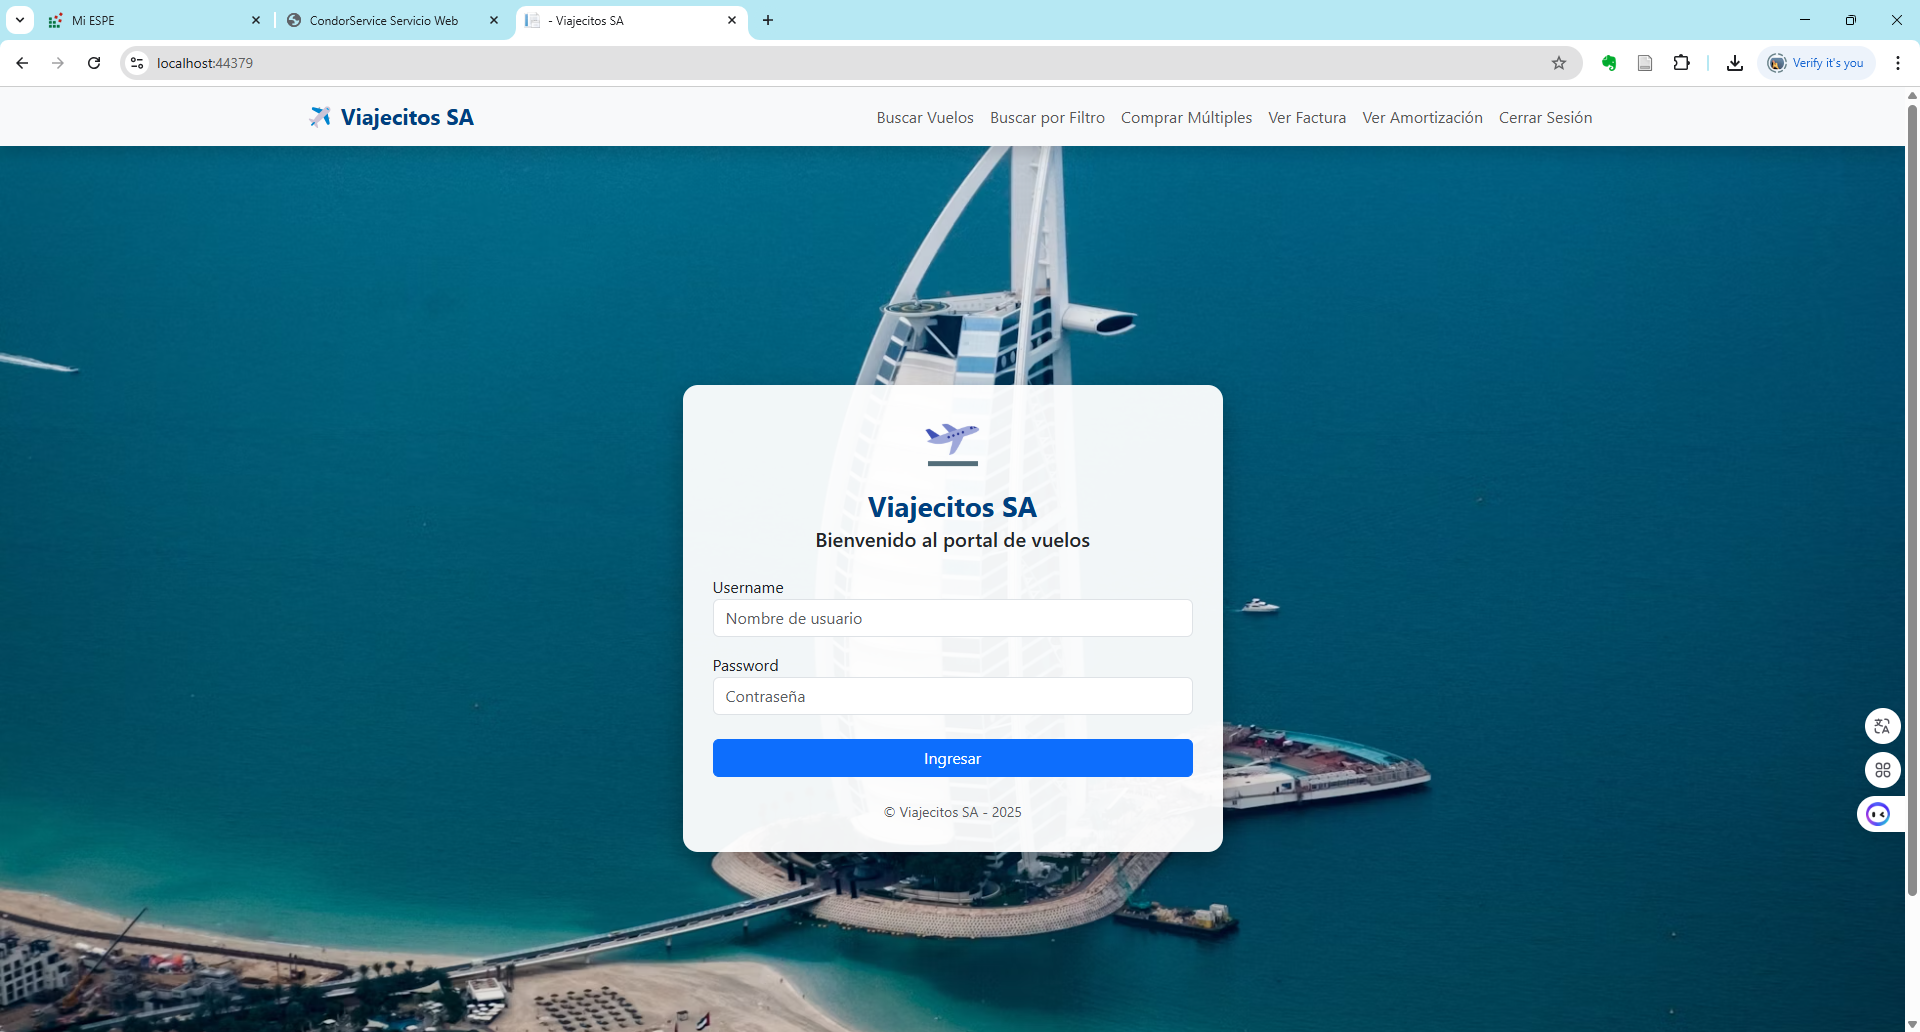 Mi ESPE
CondorService Servicio Web
- Viajecitos SA
localhost:44379
Verify it's you
Viajecitos SA
Buscar Vuelos
Buscar por Filtro
Comprar Múltiples
Ver Factura
Ver Amortización
Cerrar Sesión
Viajecitos SA
Bienvenido al portal de vuelos
Username
Nombre de usuario
Password
Contraseña
Ingresar
© Viajecitos SA - 2025